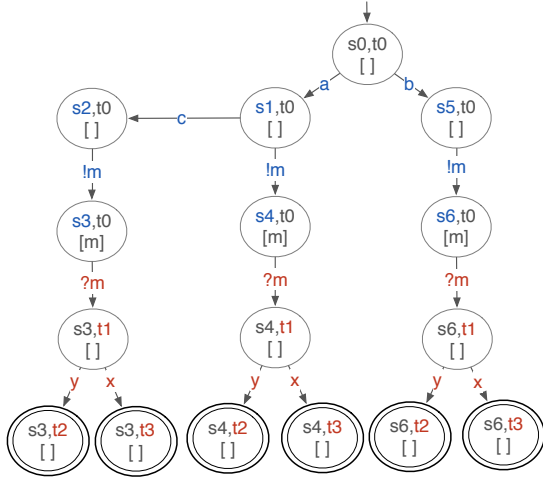 s0,t0
[ ]
a
b
s2,t0
[ ]
c
s1,t0
[ ]
s5,t0
[ ]
!m
!m
!m
s3,t0
[m]
s4,t0
[m]
s6,t0
[m]
?m
?m
?m
s3,t1
[ ]
s4,t1
[ ]
s6,t1
[ ]
y
x
y
x
y
x
s3,t2
[ ]
s3,t3
[ ]
s4,t2
[ ]
s4,t3
[ ]
s6,t2
[ ]
s6,t3
[ ]